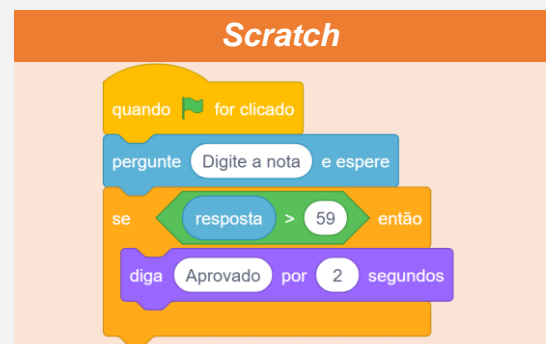 Scratch
quando for clicado
pergunte Digite a nota e espere
se resposta > 59 então
diga Aprovado por 2 segundos